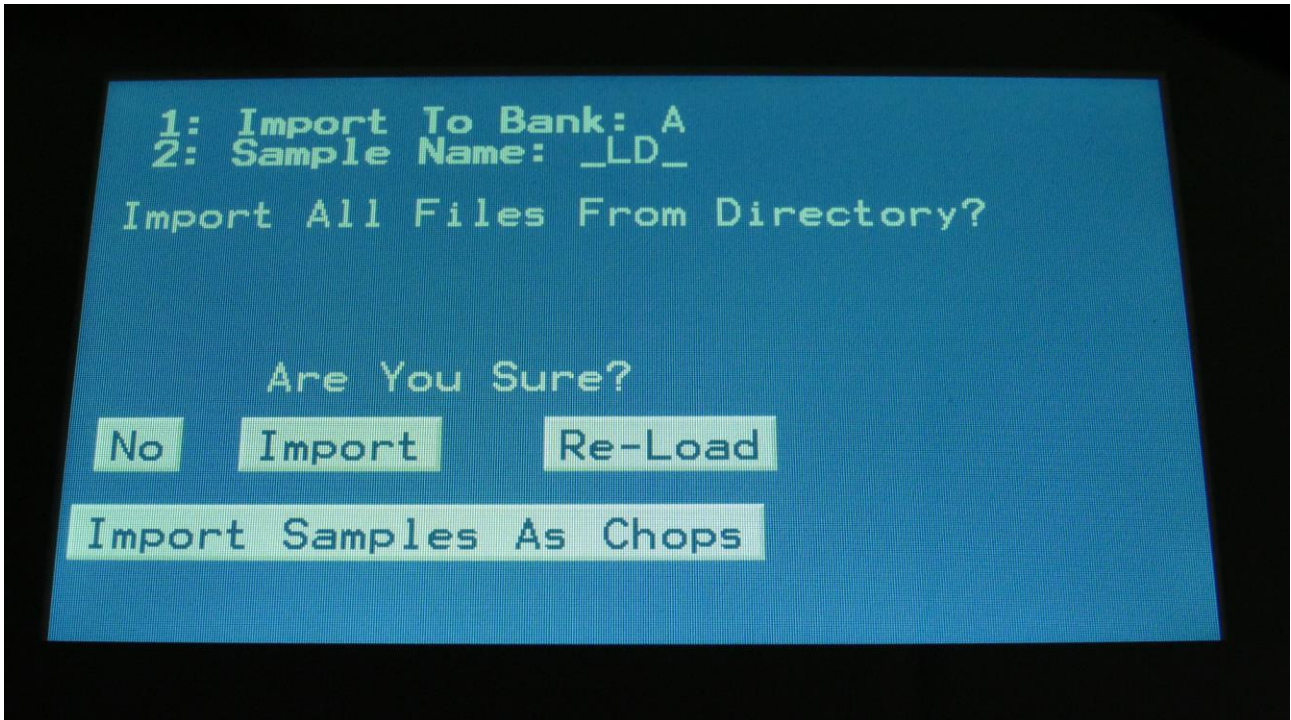 1: Import To Bank: A
2: Sample Name: _LD_
Import All Files From Directory?
Are You Sure?
No Import Re-Load
Import Samples As Chops